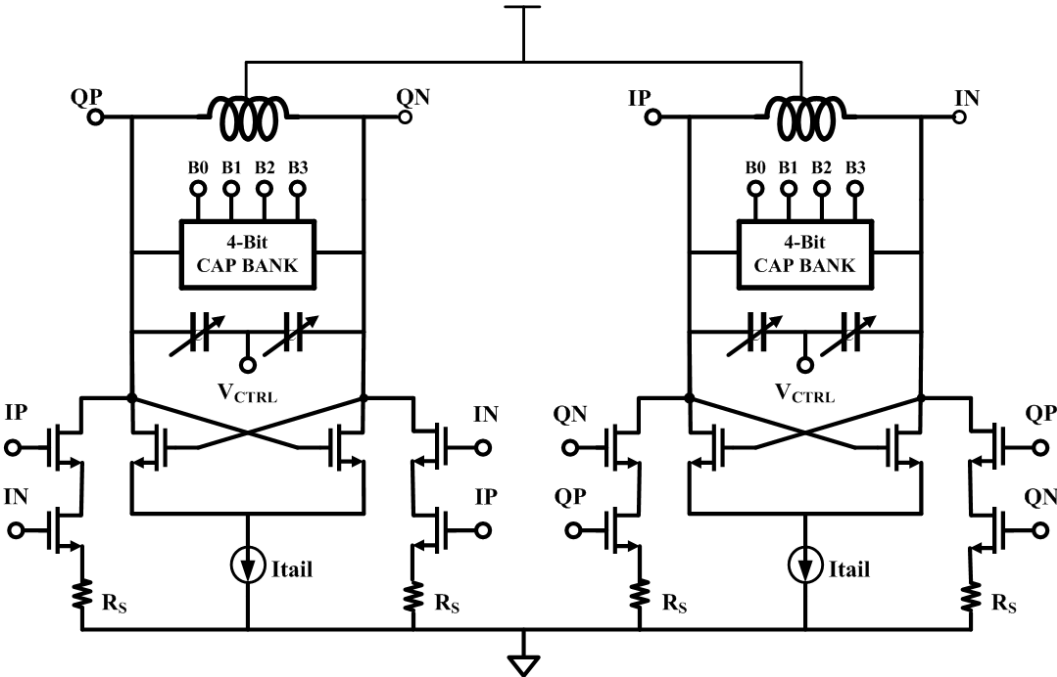 QP
QN
IP
IN
B0 B1 B2 B3
B0 B1 B2 B3
4-Bit
CAP BANK
4-Bit
CAP BANK
VCTRL
VCTRL
IP
IN
QN
QP
IN
IP
QP
QN
Itail
Itail
RS
RS
RS
RS